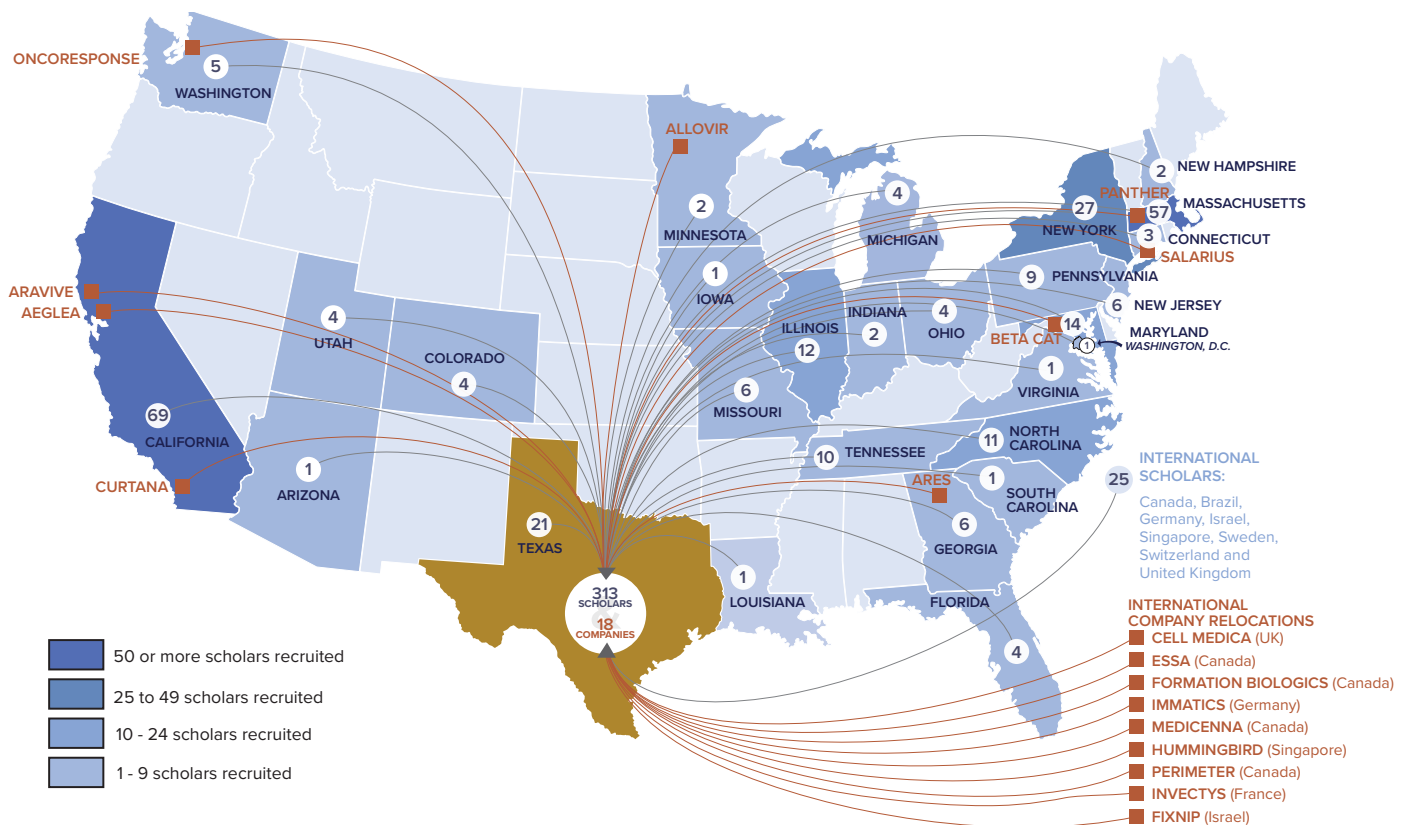 ONCORESPONSE
5
WASHINGTON
ALLOVIR
2
MINNESOTA
4
MICHIGAN
2
NEW HAMPSHIRE
PANTHER
27
NEW YORK
57
MASSACHUSETTS
3
CONNECTICUT
SALARIUS
ARAVIVE
AEGLEA
4
UTAH
COLORADO
4
1
IOWA
ILLINOIS
12
INDIANA
2
4
OHIO
9
PENNSYLVANIA
6
NEW JERSEY
14
BETA CAT
1
MARYLAND
WASHINGTON, D.C.
1
VIRGINIA
69
CALIFORNIA
6
MISSOURI
CURTANA
1
ARIZONA
10
TENNESSEE
11
NORTH
CAROLINA
ARES
1
SOUTH
CAROLINA
6
GEORGIA
25
INTERNATIONAL
SCHOLARS:
Canada, Brazil,
Germany, Israel,
Singapore, Sweden,
Switzerland and
United Kingdom
21
TEXAS
1
LOUISIANA
FLORIDA
4
313
SCHOLARS
&
18
COMPANIES
INTERNATIONAL
COMPANY RELOCATIONS
CELL MEDICA (UK)
ESSA (Canada)
FORMATION BIOLOGICS (Canada)
IMMATICS (Germany)
MEDICENNA (Canada)
HUMMINGBIRD (Singapore)
PERIMETER (Canada)
INVECTYS (France)
FIXNIP (Israel)
50 or more scholars recruited
25 to 49 scholars recruited
10 - 24 scholars recruited
1 - 9 scholars recruited